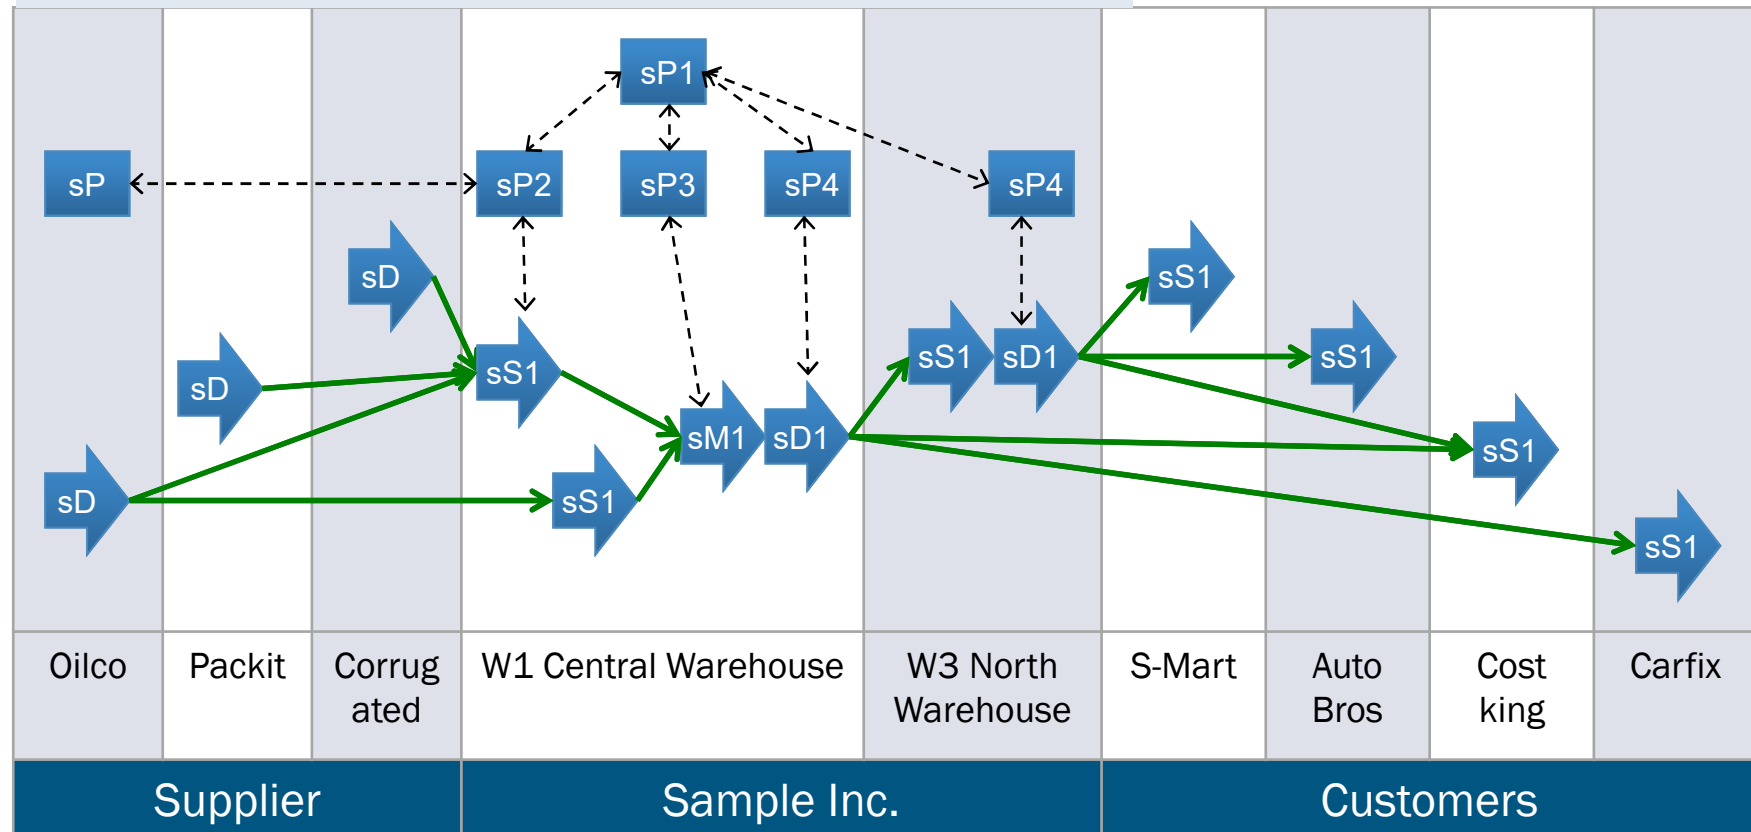 sP1
sP
sP2
sP3
sP4
sP4
sD
sS1
sD
sS1
sS1
sD1
sS1
sM1
sD1
sS1
sD
sS1
sS1
Oilco
Packit
Corrug
ated
W1 Central Warehouse
W3 North
Warehouse
S-Mart
Auto
Bros
Cost
king
Carfix
Supplier
Sample Inc.
Customers